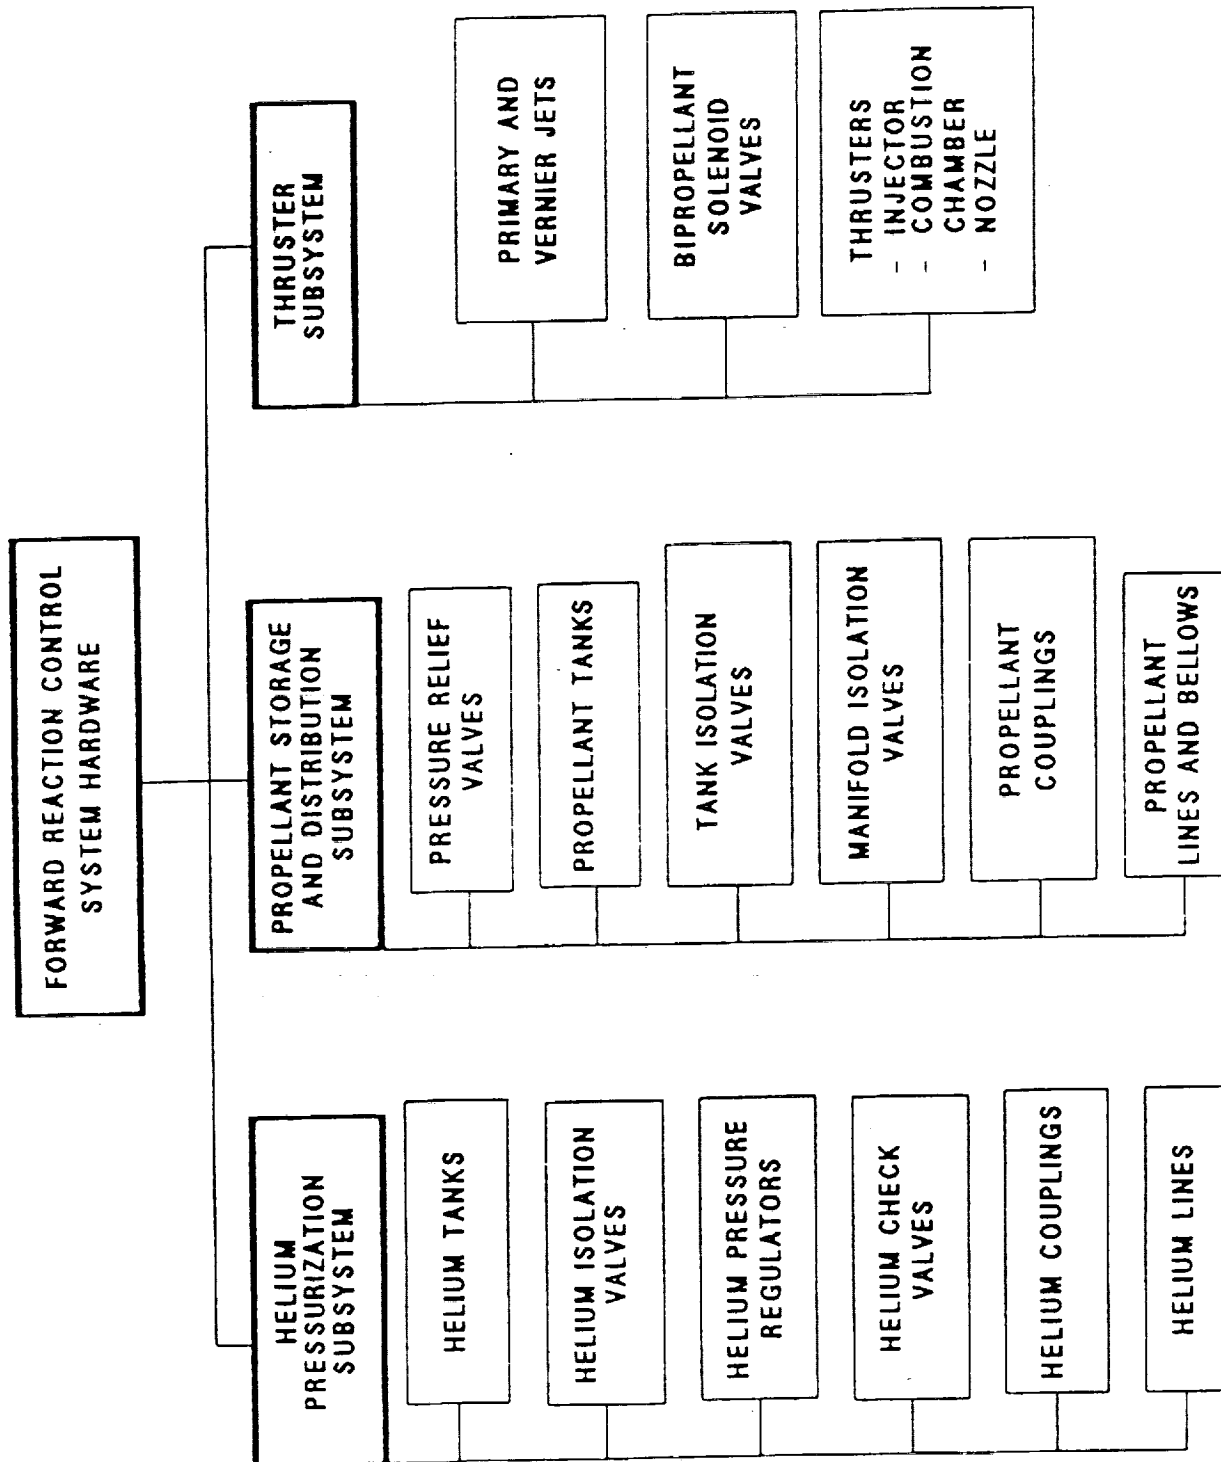 FORWARD REACTION CONTROL
SYSTEM HARDWARE
HELIUM
PRESSURIZATION
SUBSYSTEM
HELIUM TANKS
HELIUM ISOLATION
VALVES
HELIUM PRESSURE
REGULATORS
HELIUM CHECK
VALVES
HELIUM COUPLINGS
HELIUM LINES
PROPELLANT STORAGE
AND DISTRIBUTION
SUBSYSTEM
PRESSURE RELIEF
VALVES
PROPELLANT TANKS
TANK ISOLATION
VALVES
MANIFOLD ISOLATION
VALVES
PROPELLANT
COUPLINGS
PROPELLANT
LINES AND BELLOWS
THRUSTER
SUBSYSTEM
PRIMARY AND
VERNIER JETS
BIPROPELLANT
SOLENOID
VALVES
THRUSTERS
- INJECTOR
- COMBUSTION
CHAMBER
- NOZZLE